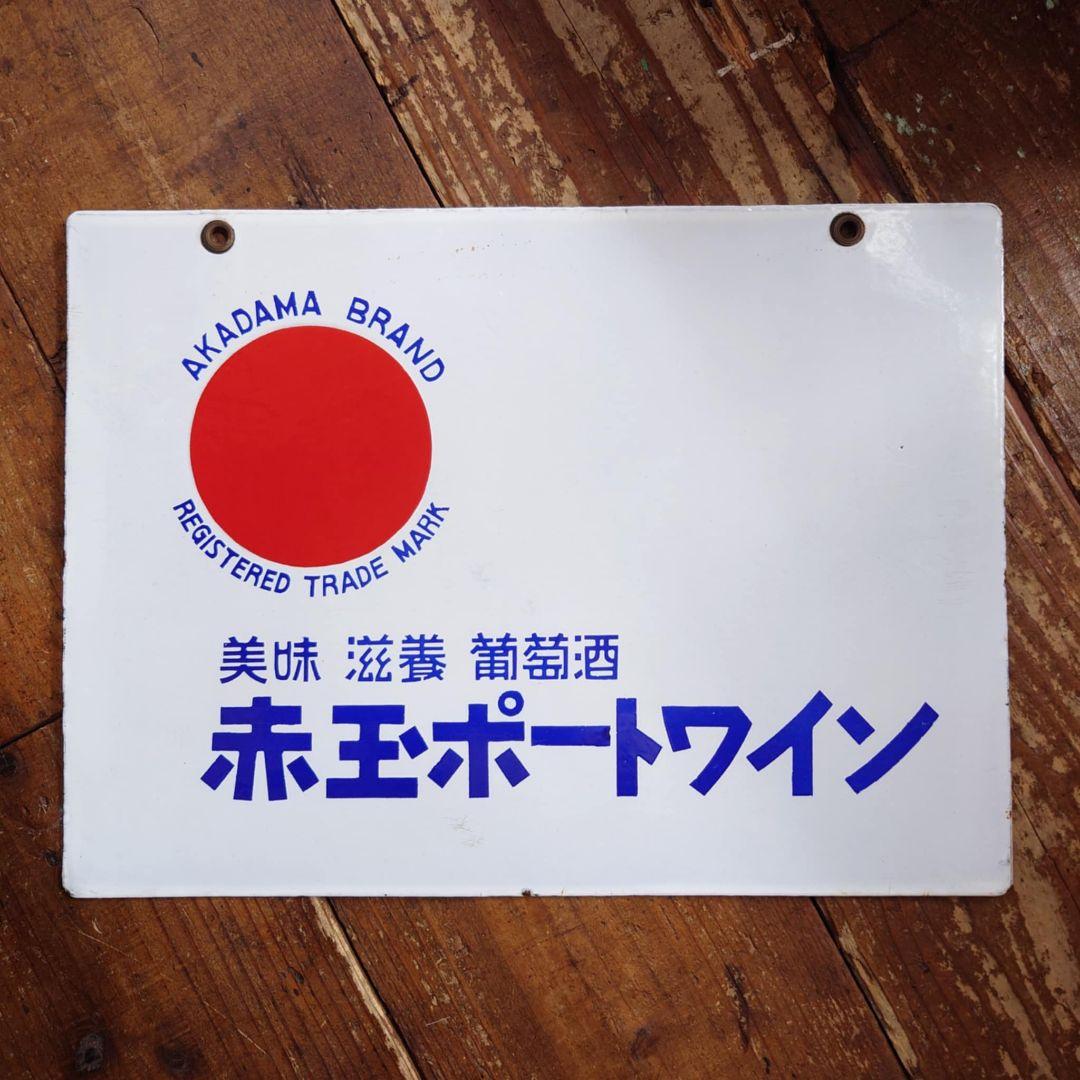 AKADAMA BRAND
REGISTERED TRADE MARK
美味 滋養 葡萄酒
赤玉ポートワイン